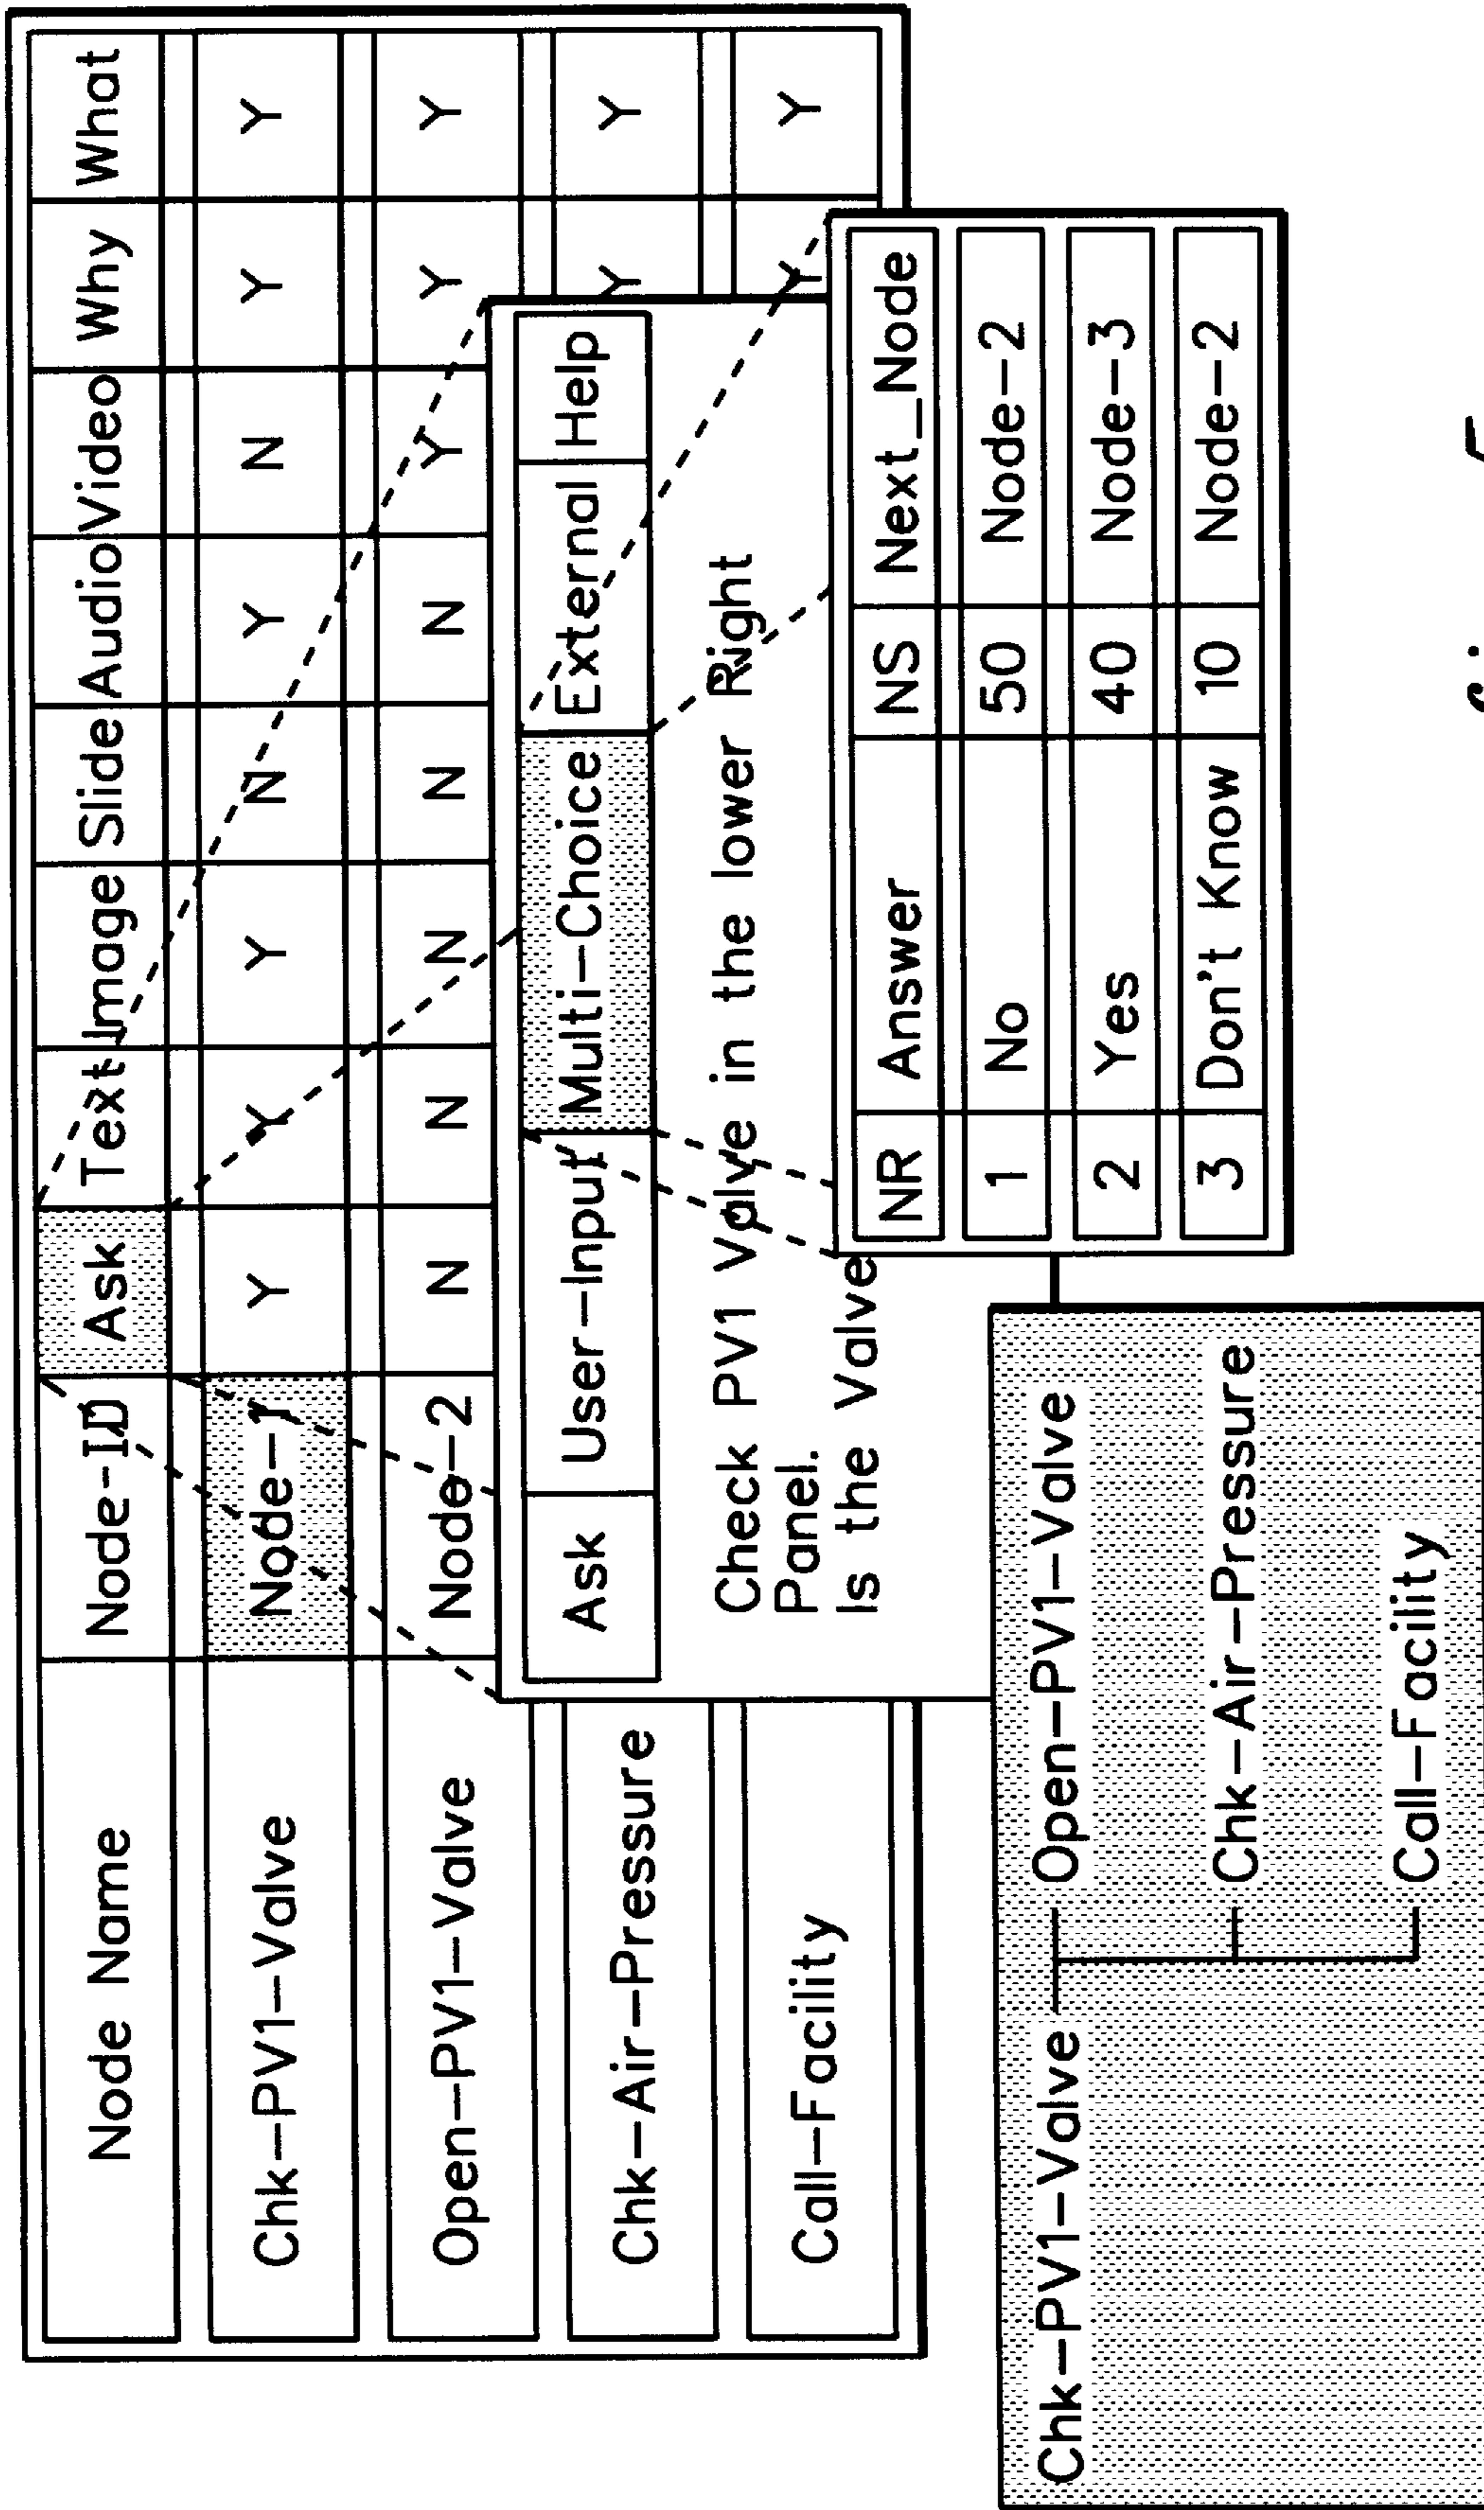 Node Name Node-ID Ask Text Image Slide Audio Video Why What
Chk-PV1-Valve Node-1 Y Y Y N Y N Y Y
Open-PV1-Valve Node-2 N N N N N Y Y Y
Chk-Air-Pressure Y Y
Call-Facility Y Y
Ask User-Input Multi-Choice External Help
Check PV1 Valve in the lower Right
Panel.
Is the Valve
NR Answer NS Next_Node
1 No 50 Node-2
2 Yes 40 Node-3
3 Don't Know 10 Node-2
Chk-PV1-Valve Open-PV1-Valve
Chk-Air-Pressure
Call-Facility